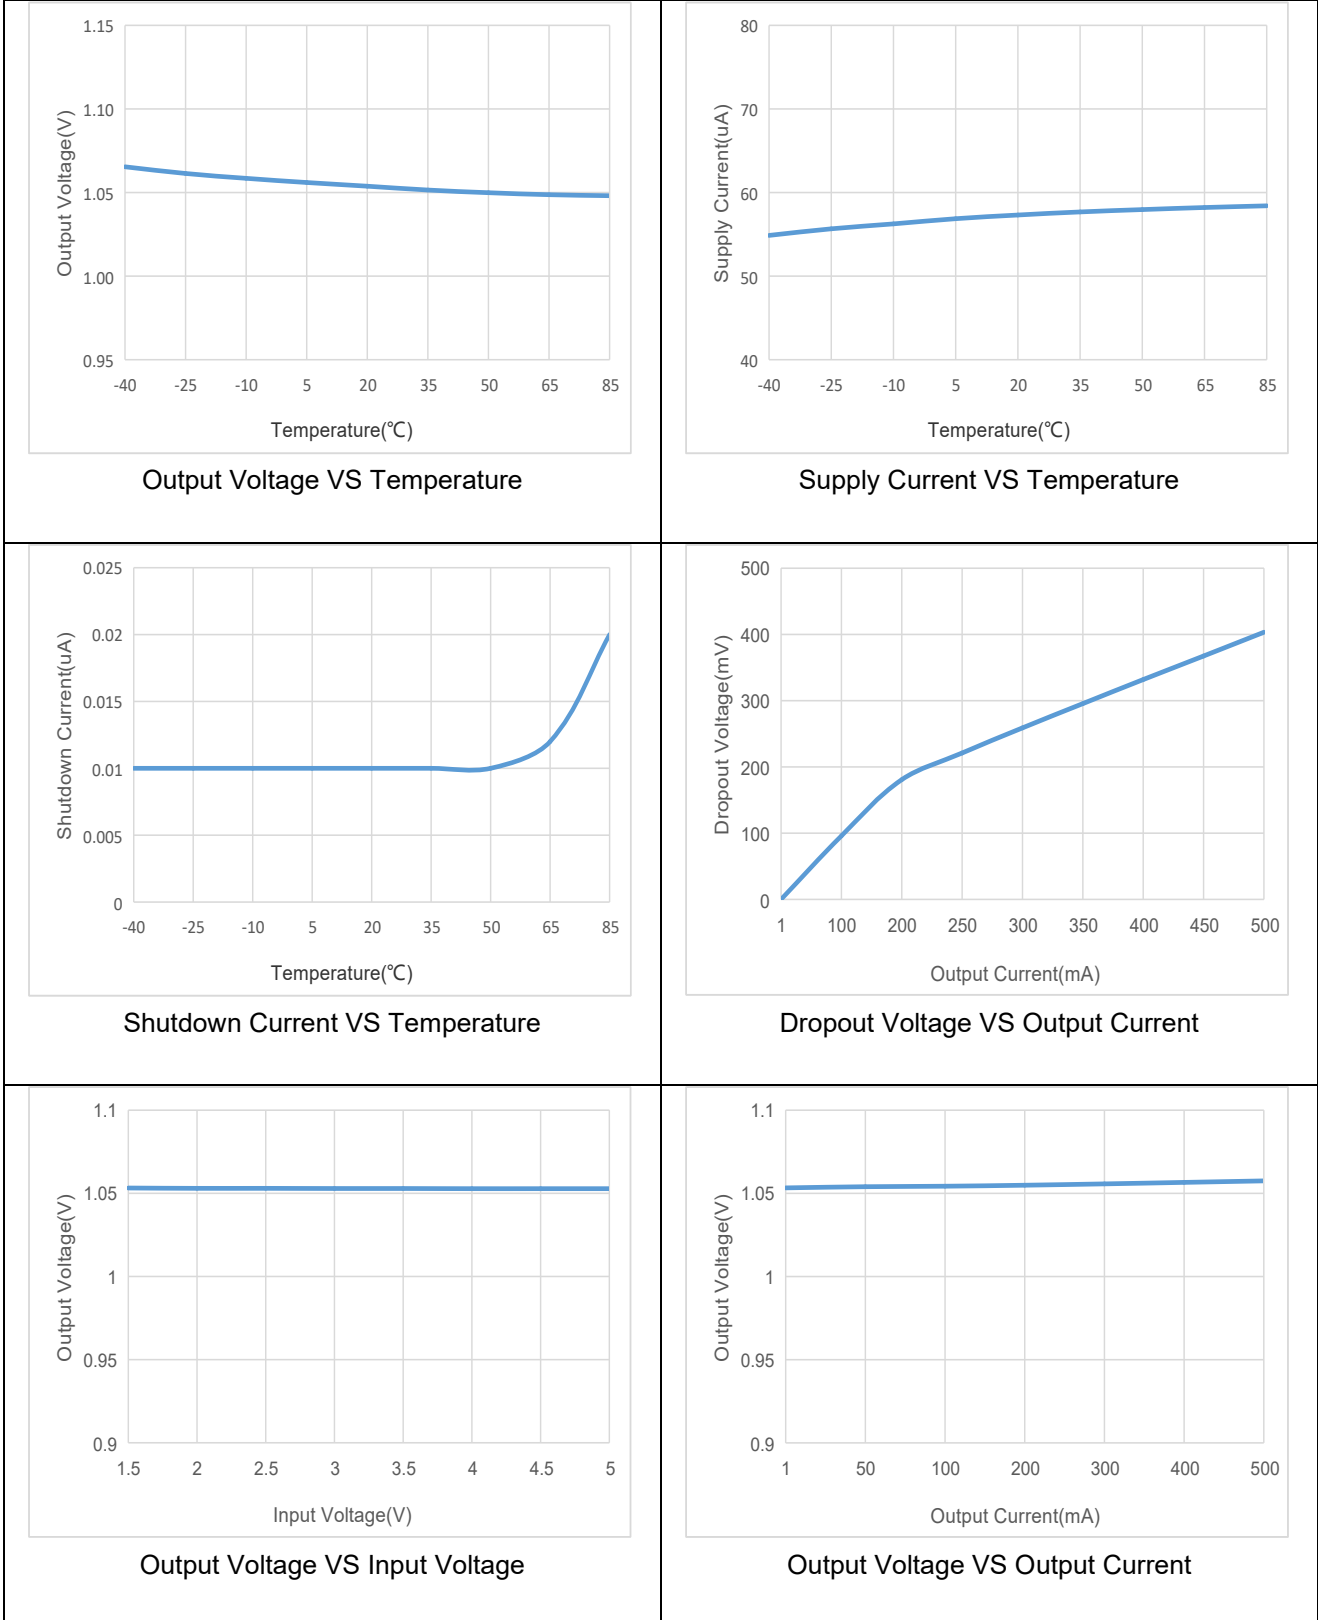 1.15
1.10
1.05
1.00
0.95
Output Voltage(V)
-40 -25 -10 5 20 35 50 65 85
Temperature(℃)
Output Voltage VS Temperature
80
70
60
50
40
Supply Current(uA)
-40 -25 -10 5 20 35 50 65 85
Temperature(℃)
Supply Current VS Temperature
0.025
0.02
0.015
0.01
0.005
0
Shutdown Current(uA)
-40 -25 -10 5 20 35 50 65 85
Temperature(℃)
Shutdown Current VS Temperature
500
400
300
200
100
0
Dropout Voltage(mV)
1 100 200 250 300 350 400 450 500
Output Current(mA)
Dropout Voltage VS Output Current
1.1
1.05
1
0.95
0.9
Output Voltage(V)
1.5 2 2.5 3 3.5 4 4.5 5
Input Voltage(V)
Output Voltage VS Input Voltage
1.1
1.05
1
0.95
0.9
Output Voltage(V)
1 50 100 200 300 400 500
Output Current(mA)
Output Voltage VS Output Current